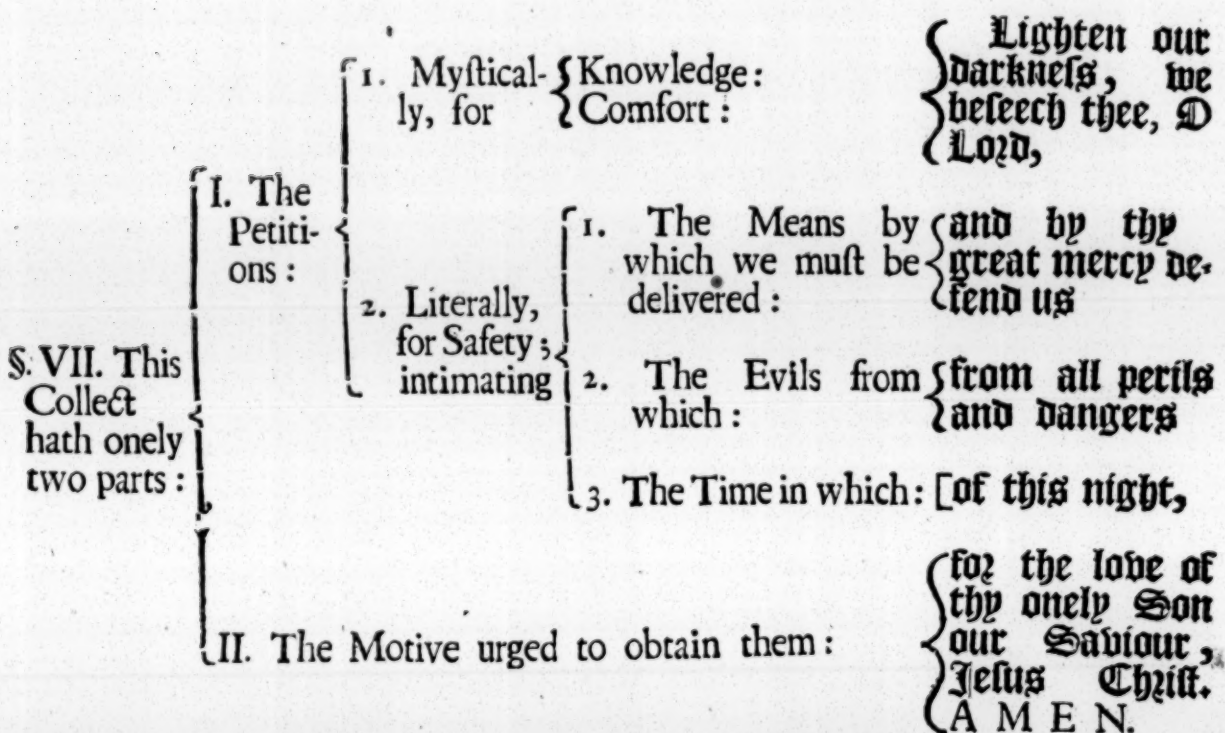 §. VII. This
Collect
hath onely
two parts :
I. The
Petiti-
ons :
1. Myſtical-
ly, for
Knowledge :
Comfort :
Lighten our
darkneſs, we
beſeech thee, O
Lord,
2. Literally,
for Safety ;
intimating
1. The Means by
which we muſt be
delivered :
and by thy
great mercy de-
fend us
2. The Evils from
which :
from all perils
and dangers
3. The Time in which :
[of this night,
II. The Motive urged to obtain them :
for the love of
thy onely Son
our Saviour,
Jeſus Chriſt.
A M E N.